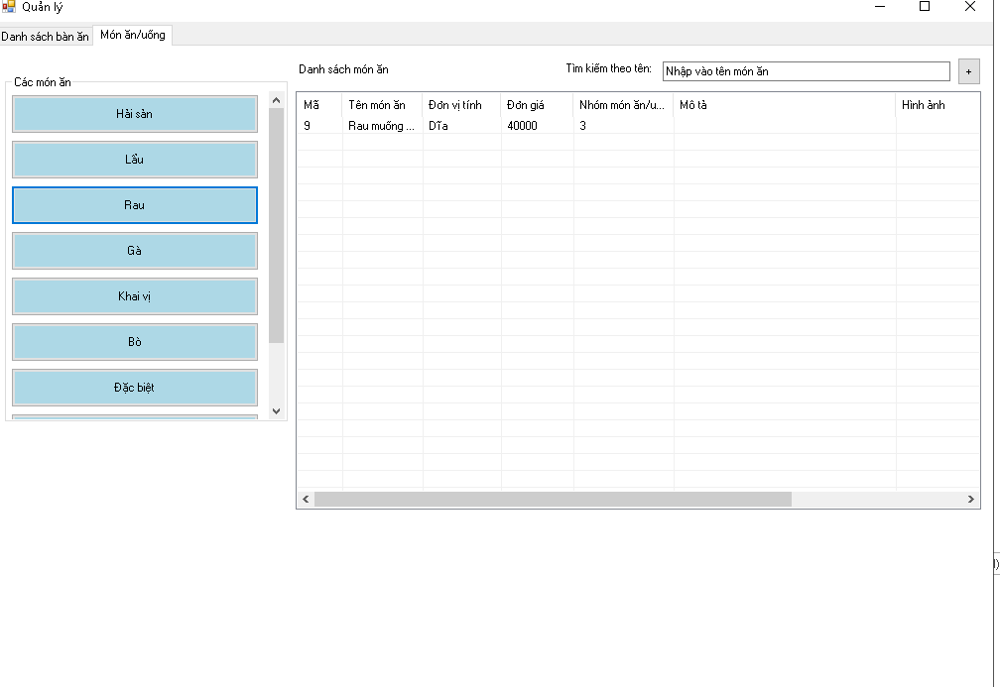 Quản lý
Danh sách bàn ăn
Món ăn/uống
Các món ăn
Hải sản
Lẩu
Rau
Gà
Khai vị
Bò
Đặc biệt
Danh sách món ăn
Tìm kiếm theo tên:
Nhập vào tên món ăn
+
Mã Tên món ăn Đơn vị tính Đơn giá Nhóm món ăn/u... Mô tả Hình ảnh
9 Rau muống ... Dĩa 40000 3